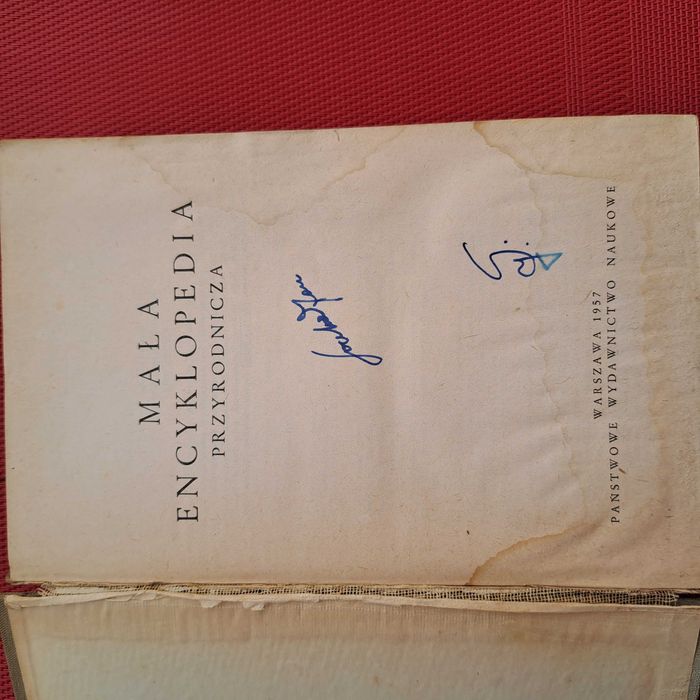 MAŁA
ENCYKLOPEDIA
PRZYRODNICZA
WARSZAWA 1957
PAŃSTWOWE WYDAWNICTWO NAUKOWE